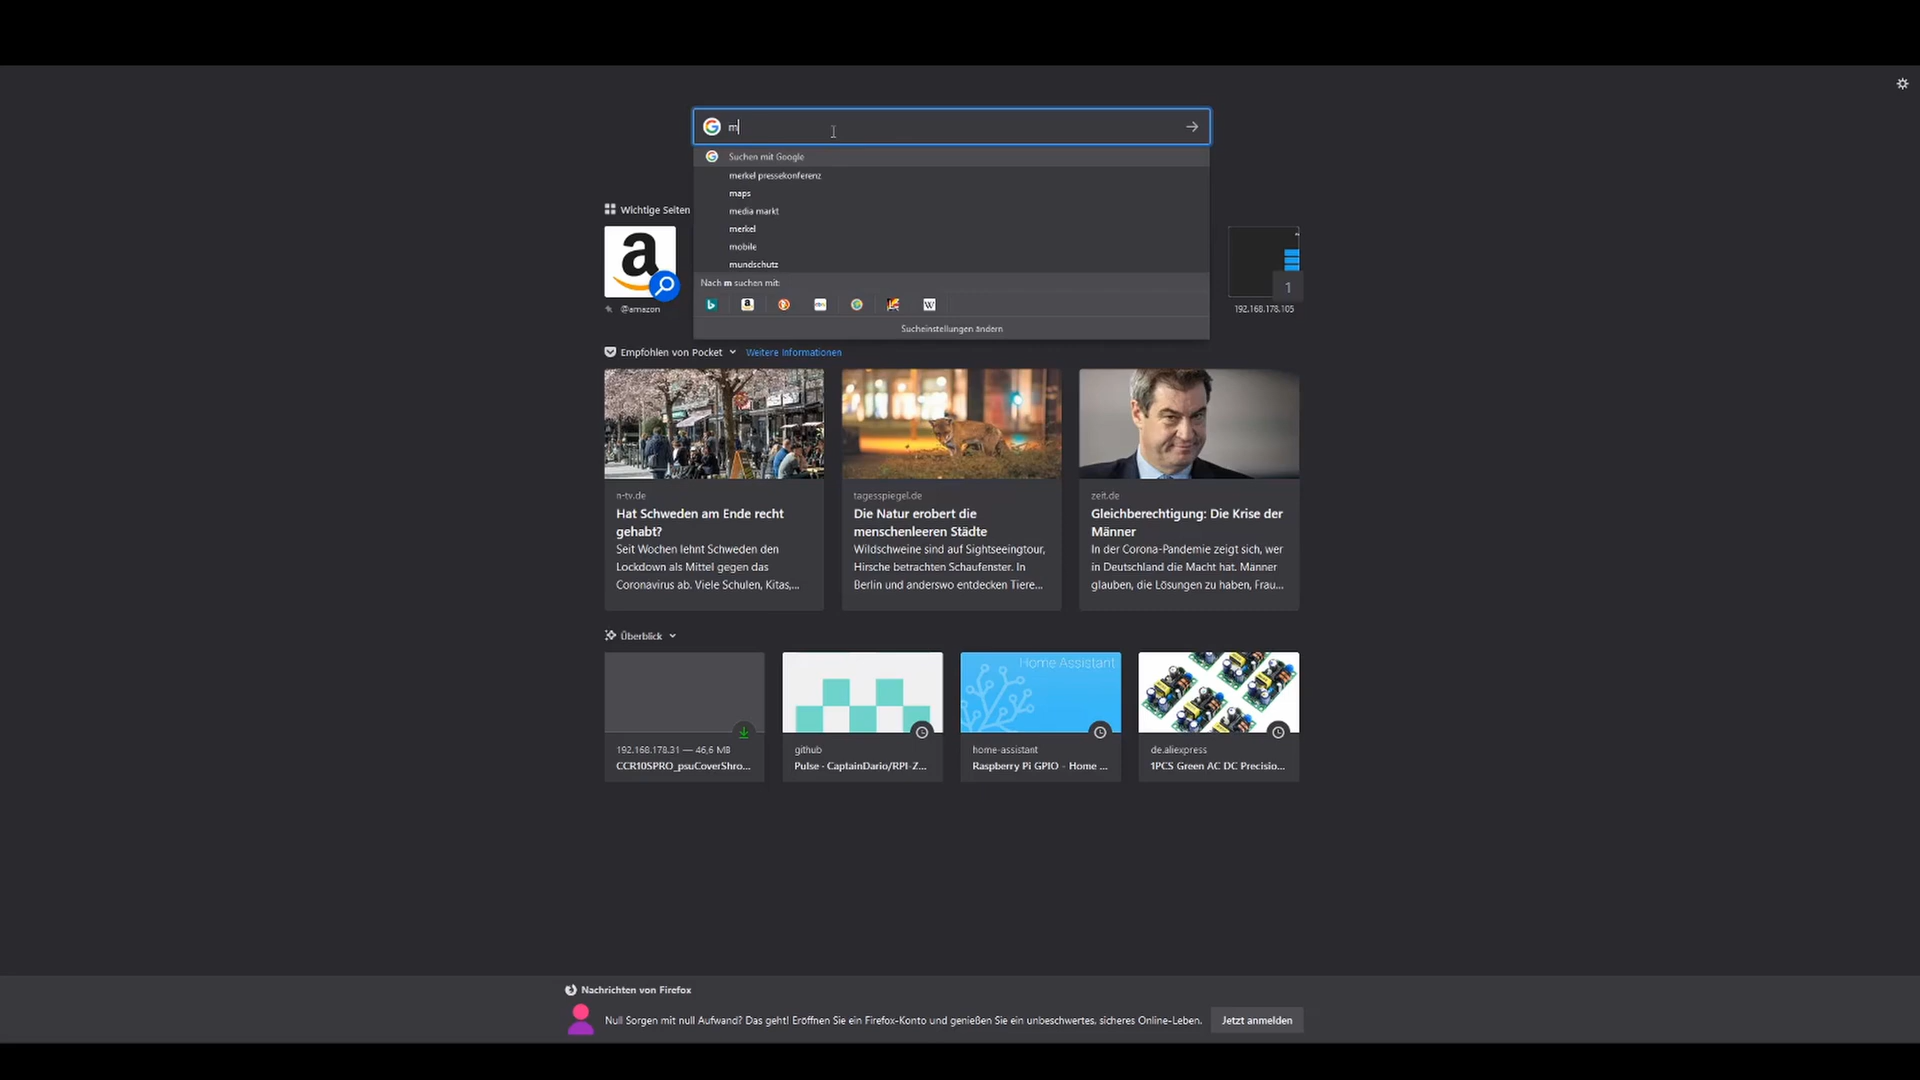 m
Suchen mit Google
merkel pressekonferenz
maps
media markt
merkel
mobile
mundschutz
Nach m suchen mit:
Sucheinstellungen ändern
Wichtige Seiten
@amazon
1
192.168.178.105
Empfohlen von Pocket
Weitere Informationen
n-tv.de
Hat Schweden am Ende recht
gehabt?
Seit Wochen lehnt Schweden den
Lockdown als Mittel gegen das
Coronavirus ab. Viele Schulen, Kitas,...
tagesspiegel.de
Die Natur erobert die
menschenleeren Städte
Wildschweine sind auf Sightseeingtour,
Hirsche betrachten Schaufenster. In
Berlin und anderswo entdecken Tiere...
zeit.de
Gleichberechtigung: Die Krise der
Männer
In der Corona-Pandemie zeigt sich, wer
in Deutschland die Macht hat. Männer
glauben, die Lösungen zu haben, Frau...
Überblick
192.168.178.31 — 46,6 MB
CCR10SPRO_psuCoverShro...
github
Pulse · CaptainDario/RPI-Z...
Home Assistant
home-assistant
Raspberry Pi GPIO - Home ...
de.aliexpress
1PCS Green AC DC Precisio...
Nachrichten von Firefox
Null Sorgen mit null Aufwand? Das geht! Eröffnen Sie ein Firefox-Konto und genießen Sie ein unbeschwertes, sicheres Online-Leben.
Jetzt anmelden